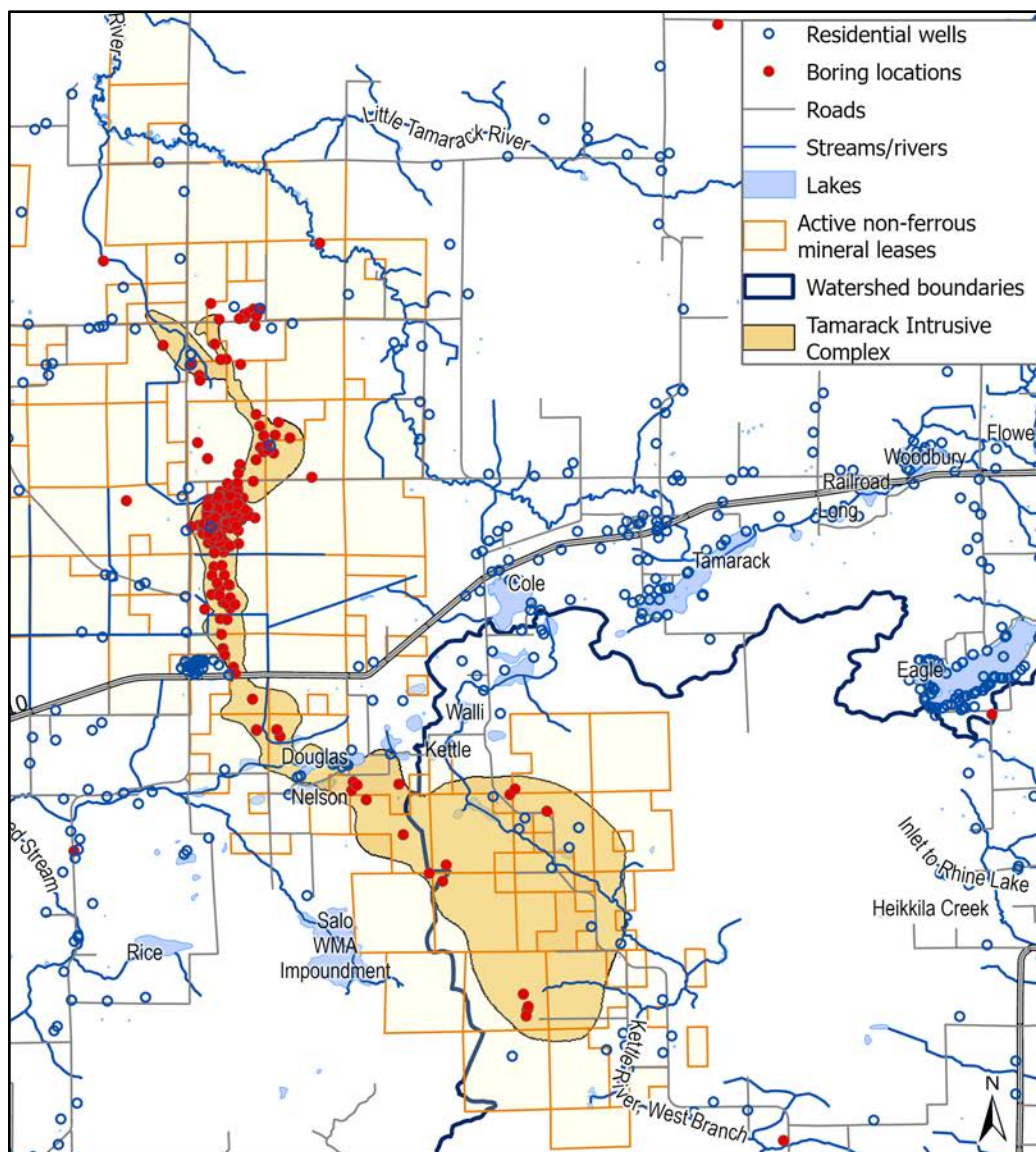 River
Residential wells
Boring locations
Roads
Streams/rivers
Lakes
Active non-ferrous
mineral leases
Watershed boundaries
Tamarack Intrusive
Complex
Little Tamarack River
Flowe
Woodbury
Railroad
Long
Tamarack
Cole
Eagle
0
Walli
Kettle
Douglas
Nelson
ed-Stream
Inlet to Rhine Lake
Heikkila Creek
Salo
WMA
Impoundment
Rice
Kettle River, West Branch
N